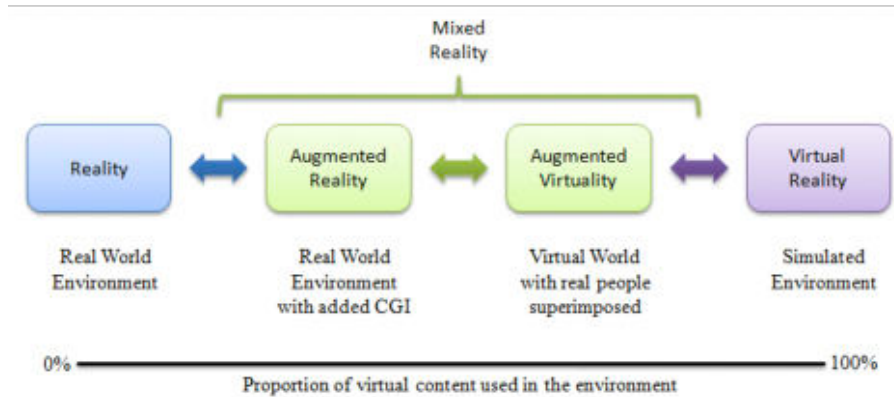 Mixed
Reality
Reality
Augmented
Reality
Augmented
Virtuality
Virtual
Reality
Real World
Environment
Real World
Environment
with added CGI
Virtual World
with real people
superimposed
Simulated
Environment
0%
100%
Proportion of virtual content used in the environment